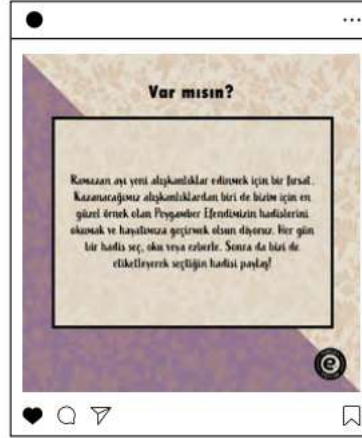 Var mısın?
Ramazan ayı yeni alışkanlıklar edinmek için bir fırsat.
Kazanacağımız alışkanlıklardan biri de bizim için en
güzel örnek olan Peygamber Efendimizin hadislerini
okumak ve hayatımıza geçirmek olsun diyoruz. Her gün
bir hadis seç, oku veya ezberle. Sonra da bizi de
etiketleyerek seçtiğin hadisi paylaş!
e